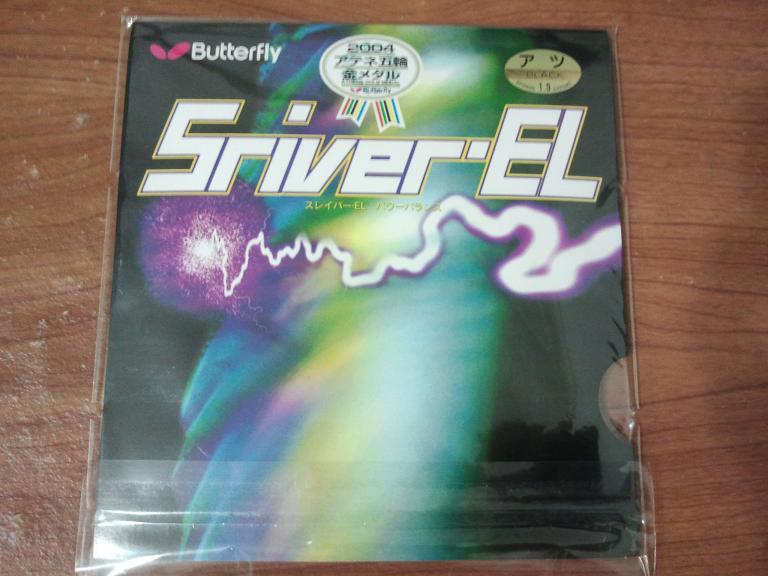 Butterfly
2004
アテネ五輪
金メダル
Butterfly
アツ
BLACK
1.9
Sriver·EL
スレイバー·EL パワーバランス